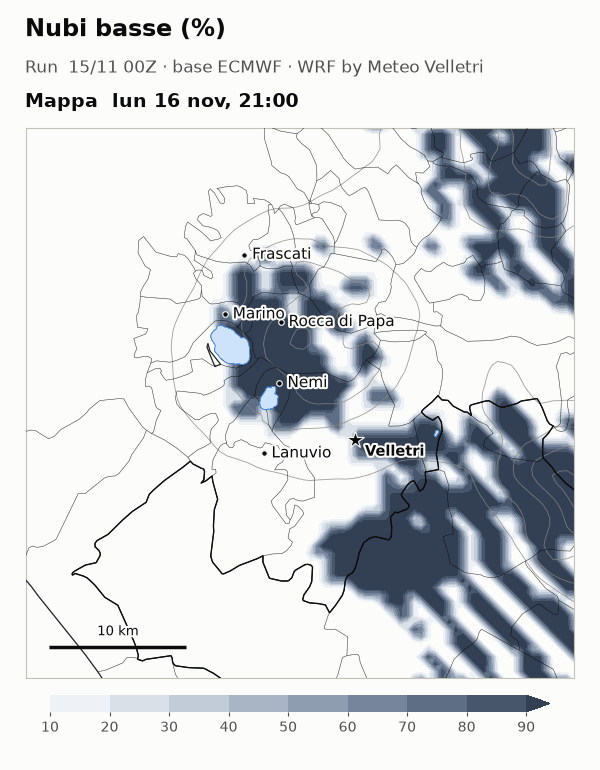 Nubi basse (%)
Run  15/11 00Z · base ECMWF · WRF by Meteo Velletri
Mappa  lun 16 nov, 21:00
Frascati
Marino
Rocca di Papa
Nemi
Velletri
Lanuvio
10 km
10 20 30 40 50 60 70 80 90